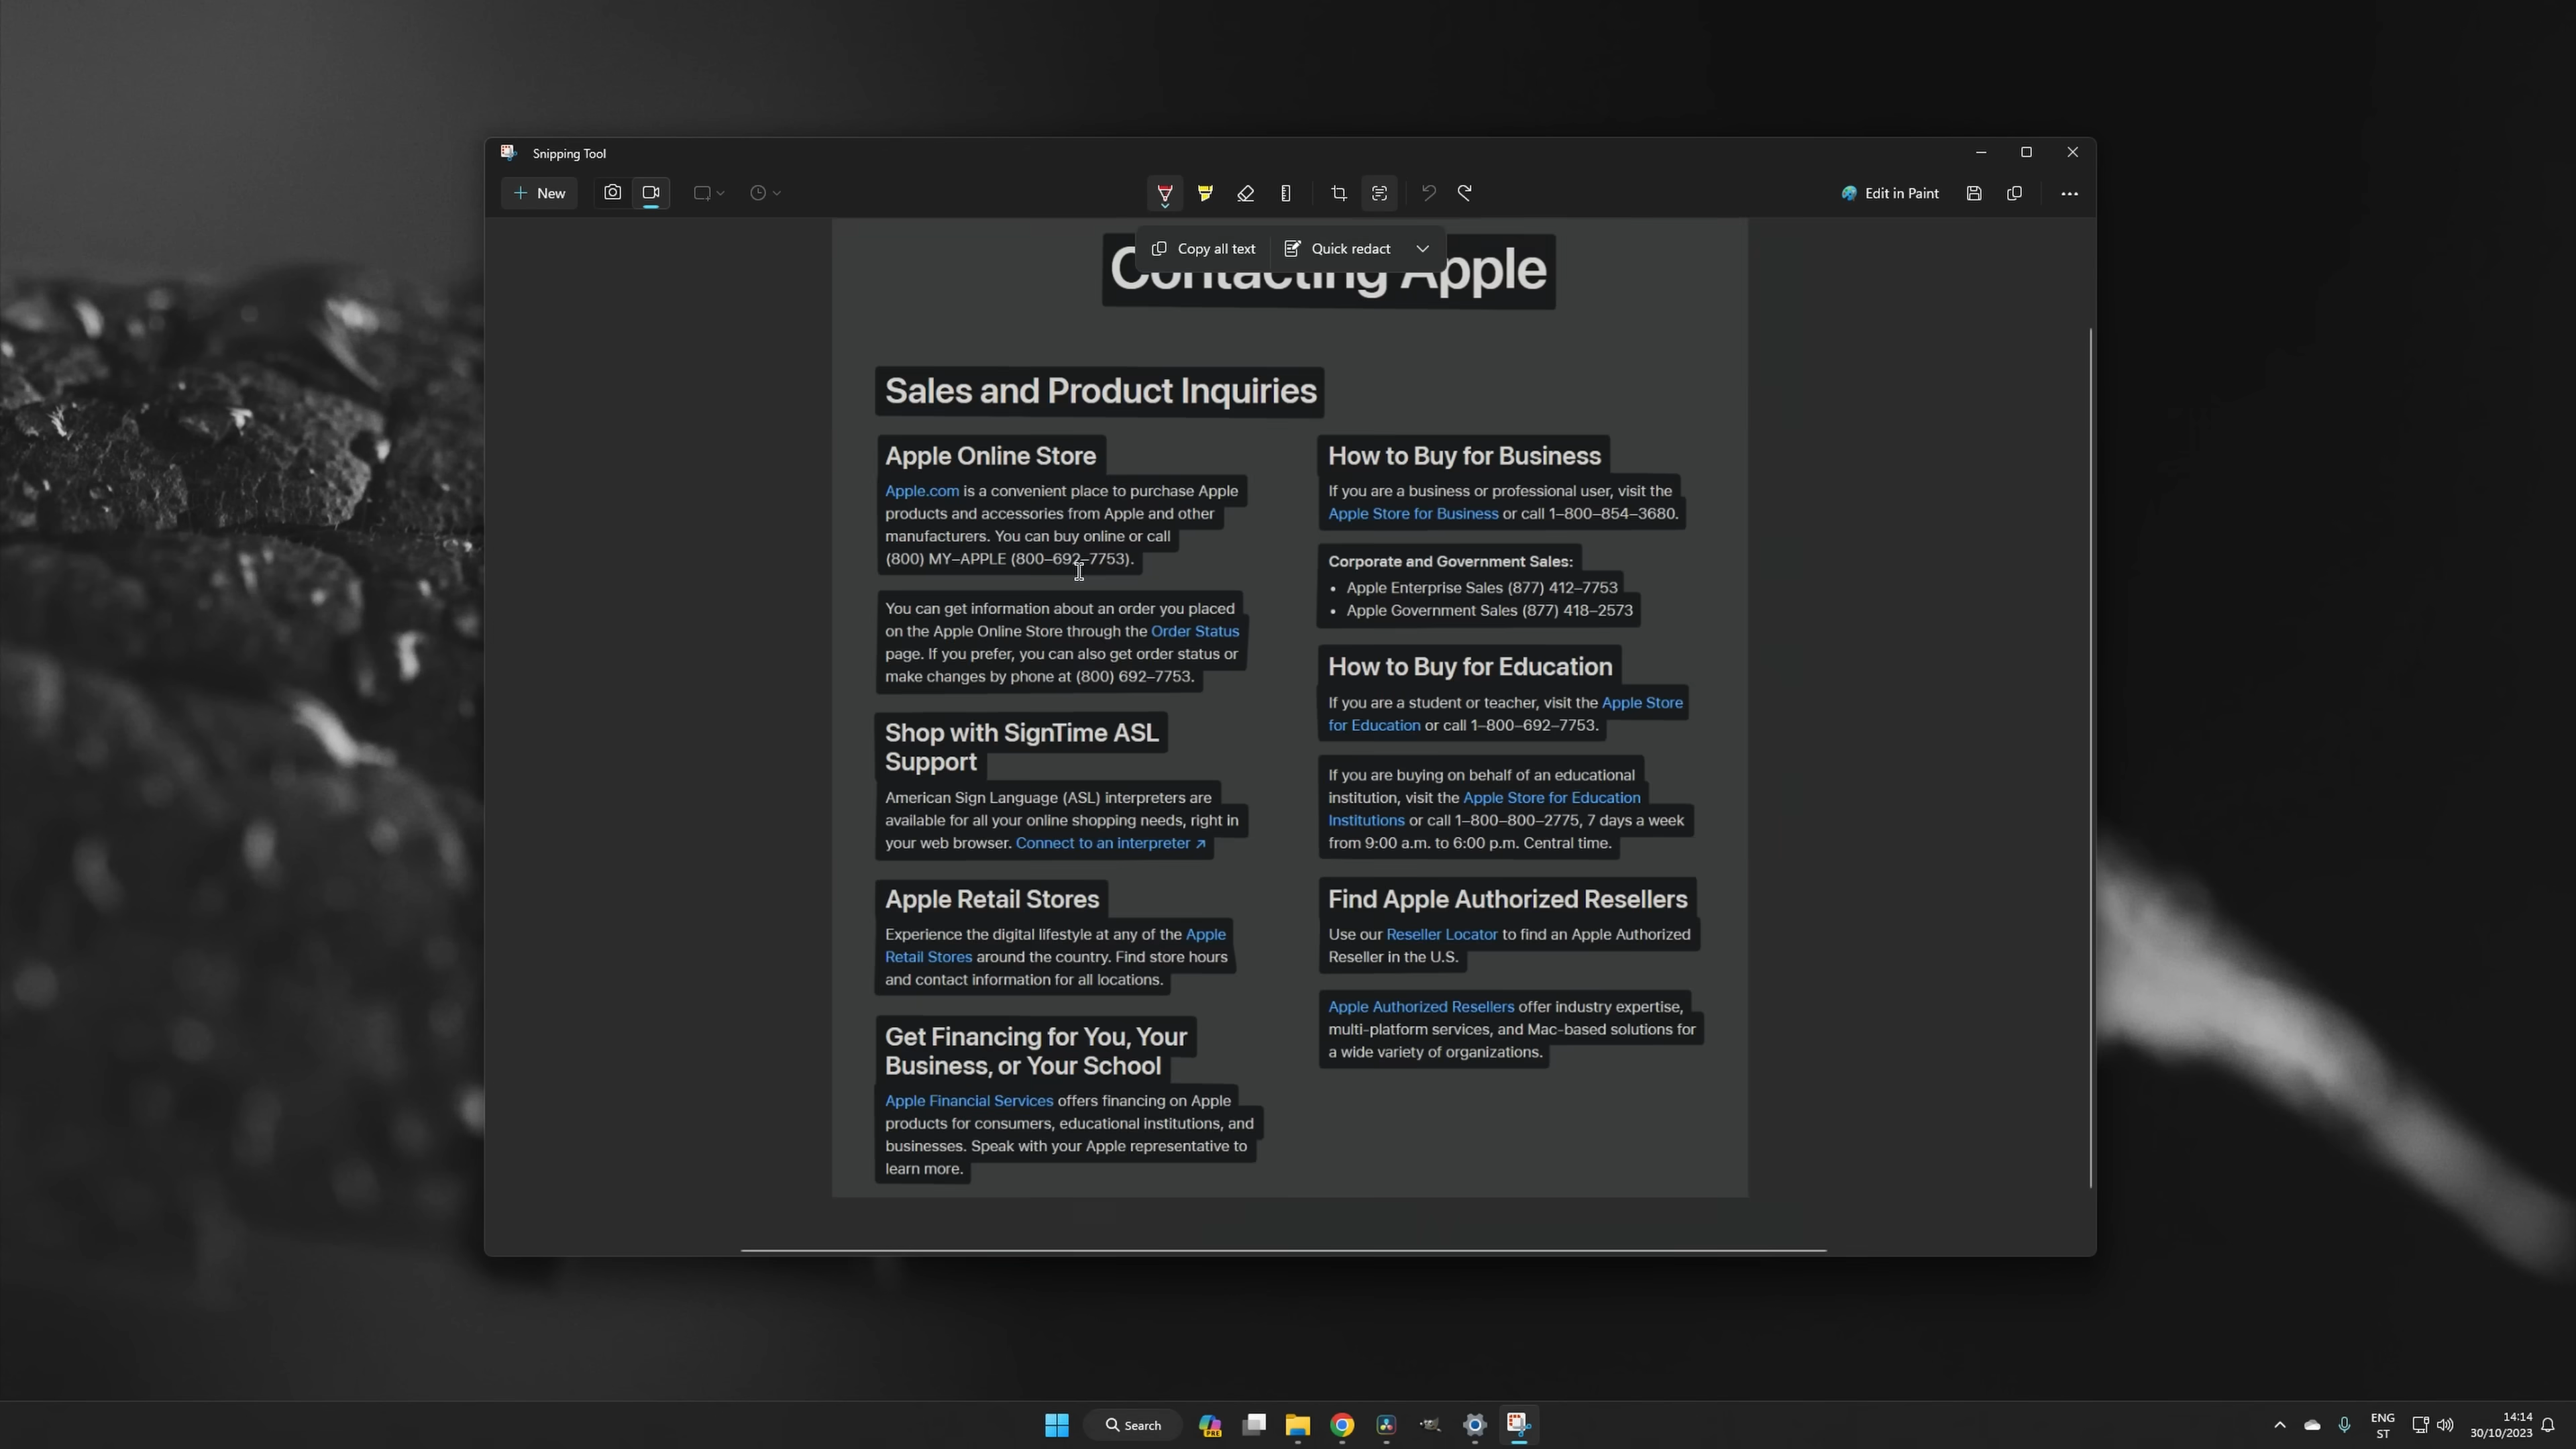 Snipping Tool
New
Edit in Paint
Copy all text
Quick redact
Contacting Apple
Sales and Product Inquiries
Apple Online Store
Apple.com is a convenient place to purchase Apple
products and accessories from Apple and other
manufacturers. You can buy online or call
(800) MY–APPLE (800–692–7753).
You can get information about an order you placed
on the Apple Online Store through the Order Status
page. If you prefer, you can also get order status or
make changes by phone at (800) 692–7753.
Shop with SignTime ASL
Support
American Sign Language (ASL) interpreters are
available for all your online shopping needs, right in
your web browser. Connect to an interpreter ↗
Apple Retail Stores
Experience the digital lifestyle at any of the Apple
Retail Stores around the country. Find store hours
and contact information for all locations.
Get Financing for You, Your
Business, or Your School
Apple Financial Services offers financing on Apple
products for consumers, educational institutions, and
businesses. Speak with your Apple representative to
learn more.
How to Buy for Business
If you are a business or professional user, visit the
Apple Store for Business or call 1–800–854–3680.
Corporate and Government Sales:
• Apple Enterprise Sales (877) 412–7753
• Apple Government Sales (877) 418–2573
How to Buy for Education
If you are a student or teacher, visit the Apple Store
for Education or call 1–800–692–7753.
If you are buying on behalf of an educational
institution, visit the Apple Store for Education
Institutions or call 1–800–800–2775, 7 days a week
from 9:00 a.m. to 6:00 p.m. Central time.
Find Apple Authorized Resellers
Use our Reseller Locator to find an Apple Authorized
Reseller in the U.S.
Apple Authorized Resellers offer industry expertise,
multi-platform services, and Mac-based solutions for
a wide variety of organizations.
Search
PRE
ENG
ST
14:14
30/10/2023